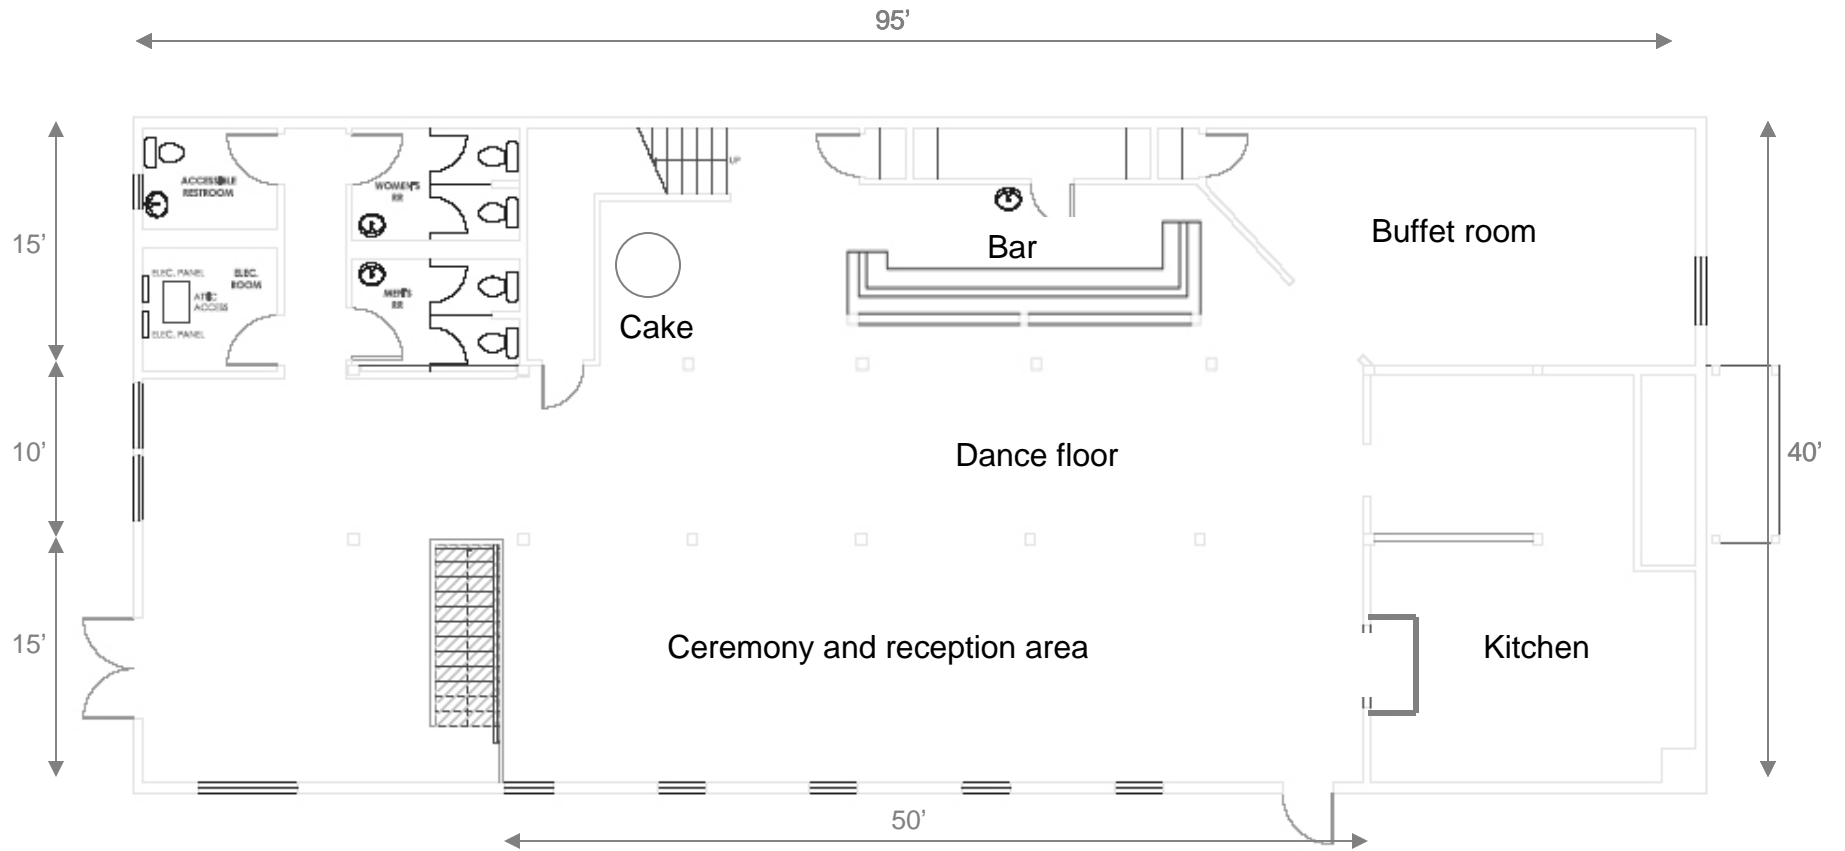 95’
ACCESSIBLE
RESTROOM
WOMEN'S
RR
UP
15’
Buffet room
Bar
ELEC. PANEL
ELEC.
ROOM
ATTIC
ACCESS
MEN'S
RR
ELEC. PANEL
Cake
10’
Dance floor
40’
15’
Ceremony and reception area
Kitchen
50’